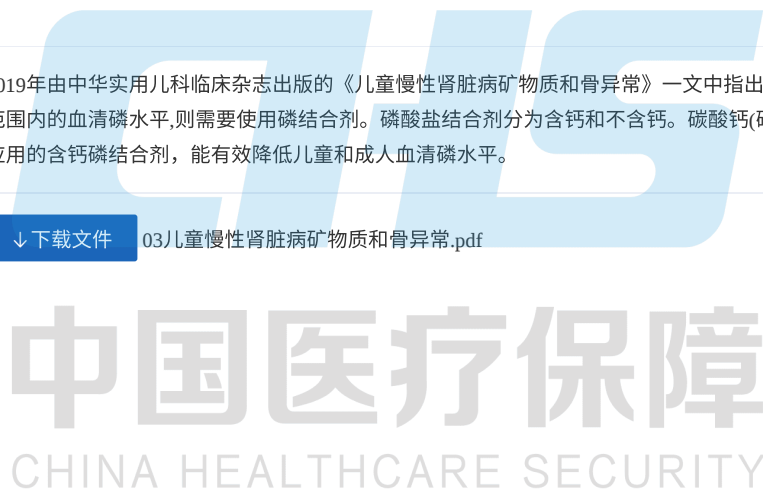 019年由中华实用儿科临床杂志出版的《儿童慢性肾脏病矿物质和骨异常》一文中指出
范围内的血清磷水平,则需要使用磷结合剂。磷酸盐结合剂分为含钙和不含钙。碳酸钙(
应用的含钙磷结合剂，能有效降低儿童和成人血清磷水平。
下载文件 03儿童慢性肾脏病矿物质和骨异常.pdf
中国医疗保障
CHINA HEALTHCARE SECURITY